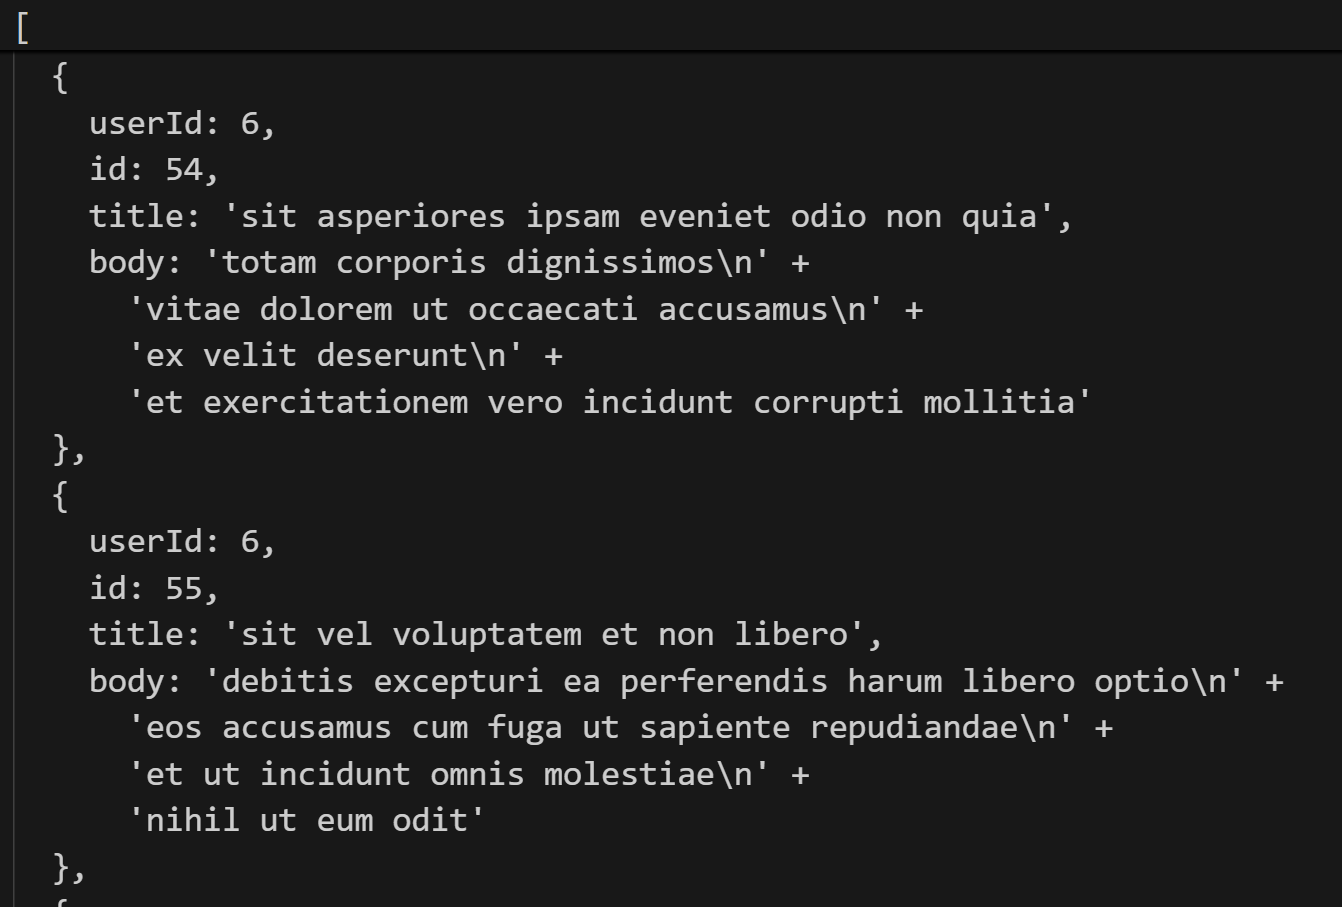 [
  {
    userId: 6,
    id: 54,
    title: 'sit asperiores ipsam eveniet odio non quia',
    body: 'totam corporis dignissimos\n' +
      'vitae dolorem ut occaecati accusamus\n' +
      'ex velit deserunt\n' +
      'et exercitationem vero incidunt corrupti mollitia'
  },
  {
    userId: 6,
    id: 55,
    title: 'sit vel voluptatem et non libero',
    body: 'debitis excepturi ea perferendis harum libero optio\n' +
      'eos accusamus cum fuga ut sapiente repudiandae\n' +
      'et ut incidunt omnis molestiae\n' +
      'nihil ut eum odit'
  },
  {